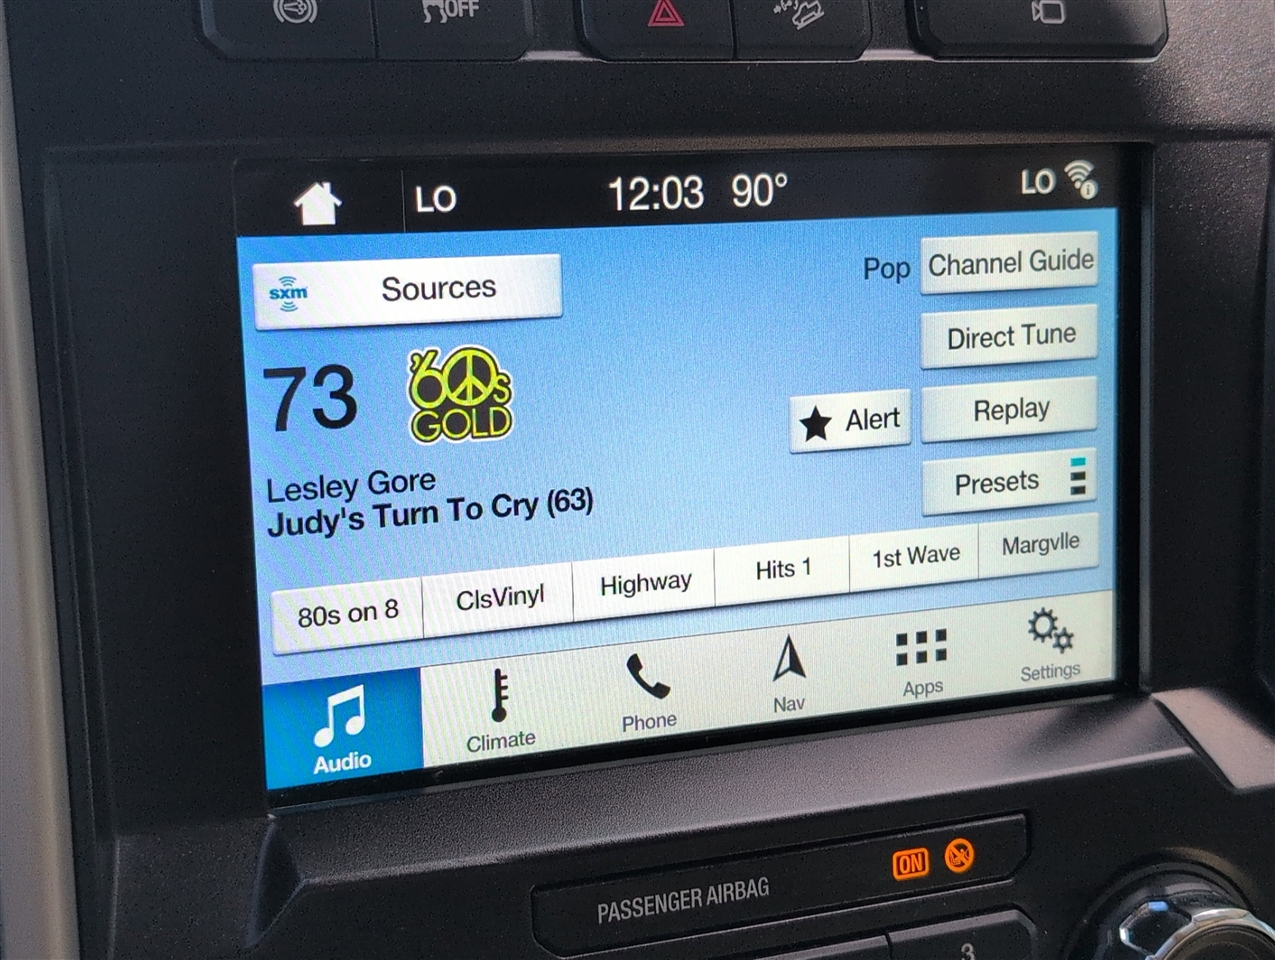 OFF
LO
12:03 90°
LO
sxm
Sources
Pop
Channel Guide
Direct Tune
73
'60s
GOLD
Alert
Replay
Presets
Lesley Gore
Judy's Turn To Cry (63)
80s on 8
ClsVinyl
Highway
Hits 1
1st Wave
Margvlle
Audio
Climate
Phone
Nav
Apps
Settings
PASSENGER AIRBAG
ON
3